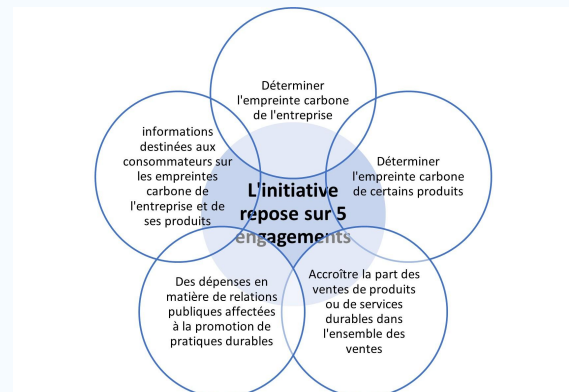 Déterminer
l'empreinte carbone
de l'entreprise
Déterminer
l'empreinte carbone
de certains produits
Accroître la part des
ventes de produits
ou de services
durables dans
l'ensemble des
ventes
Des dépenses en
matière de relations
publiques affectées
à la promotion de
pratiques durables
informations
destinées aux
consommateurs sur
les empreintes
carbone de
l'entreprise et de
ses produits
L'initiative
repose sur 5
engagements